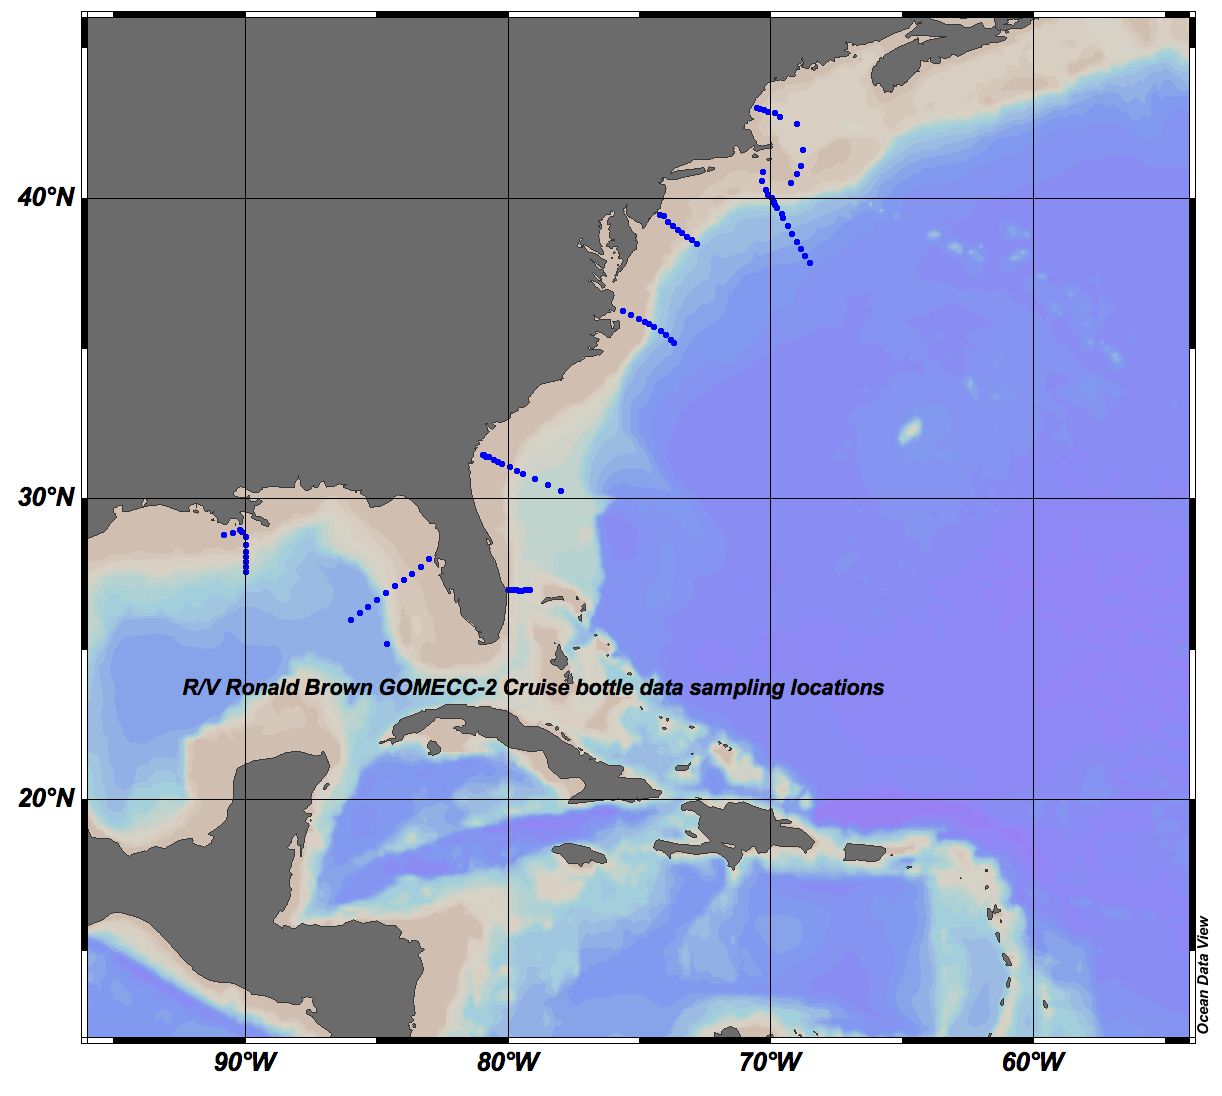 40°N
30°N
R/V Ronald Brown GOMECC-2 Cruise bottle data sampling locations
20°N
Ocean Data View
90°W
80°W
70°W
60°W